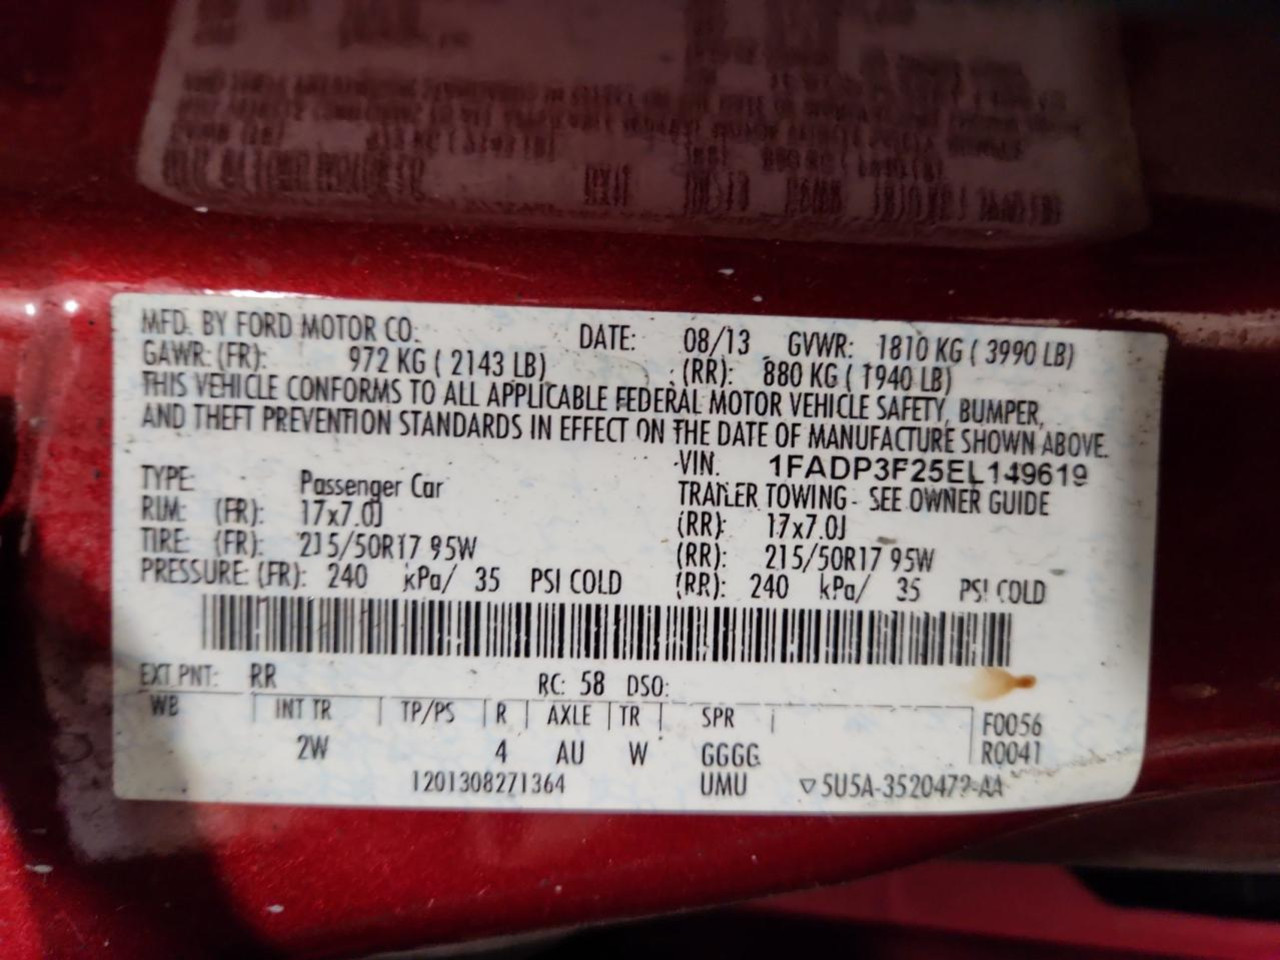 MFD. BY FORD MOTOR CO. DATE: 08/13 GVWR: 1810 KG ( 3990 LB)
GAWR: (FR): 972 KG ( 2143 LB) (RR): 880 KG ( 1940 LB)
THIS VEHICLE CONFORMS TO ALL APPLICABLE FEDERAL MOTOR VEHICLE SAFETY, BUMPER,
AND THEFT PREVENTION STANDARDS IN EFFECT ON THE DATE OF MANUFACTURE SHOWN ABOVE.
VIN: 1FADP3F25EL149619
TYPE: Passenger Car TRAILER TOWING - SEE OWNER GUIDE
RIM: (FR): 17x7.0J (RR): 17x7.0J
TIRE: (FR): 215/50R17 95W (RR): 215/50R17 95W
PRESSURE: (FR): 240 kPa/ 35 PSI COLD (RR): 240 kPa/ 35 PSI COLD
EXT PNT: RR RC: 58 DSO:
WB INT TR TP/PS R AXLE TR SPR F0056
2W 4 AU W GGGG R0041
1201308271364 UMU ▽5U5A-3520472-AA